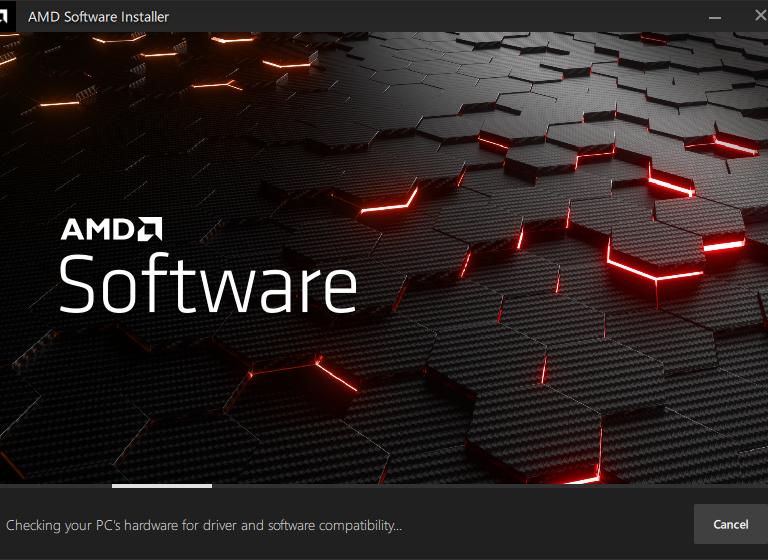 AMD Software Installer
AMD
Software
Checking your PC's hardware for driver and software compatibility...
Cancel